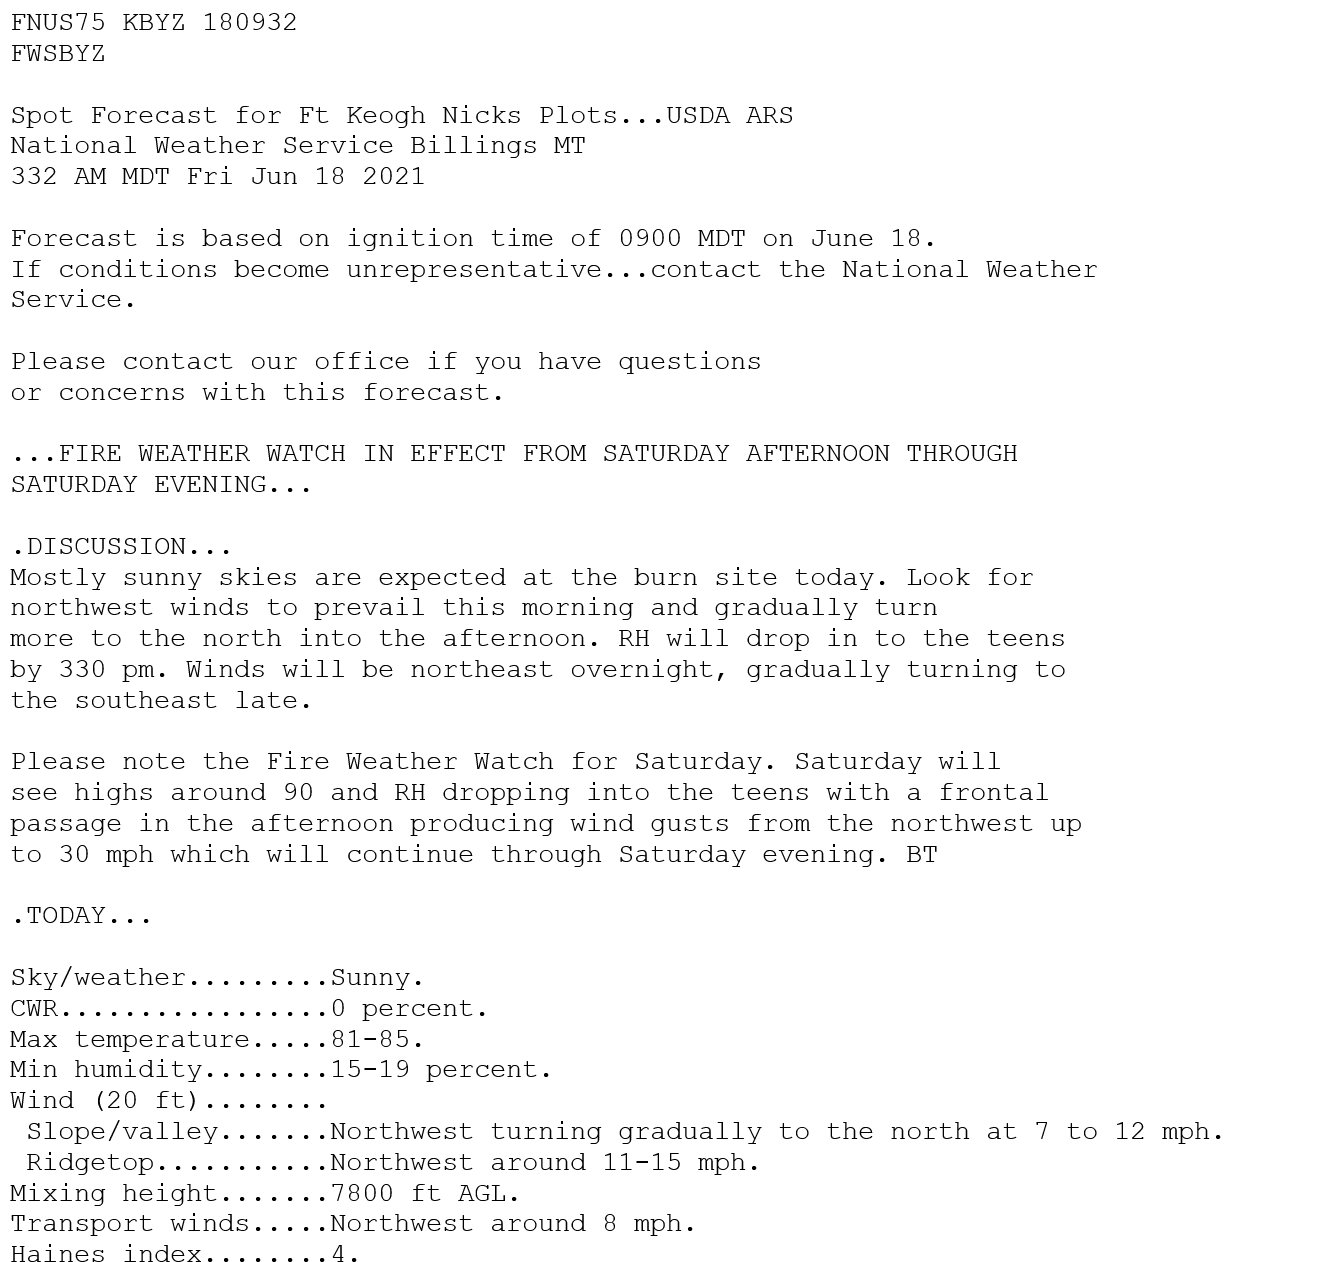 FNUS75 KBYZ 180932
FWSBYZ
Spot Forecast for Ft Keogh Nicks Plots...USDA ARS
National Weather Service Billings MT
332 AM MDT Fri Jun 18 2021
Forecast is based on ignition time of 0900 MDT on June 18.
If conditions become unrepresentative...contact the National Weather
Service.
Please contact our office if you have questions
or concerns with this forecast.
...FIRE WEATHER WATCH IN EFFECT FROM SATURDAY AFTERNOON THROUGH
SATURDAY EVENING...
.DISCUSSION...
Mostly sunny skies are expected at the burn site today. Look for
northwest winds to prevail this morning and gradually turn
more to the north into the afternoon. RH will drop in to the teens
by 330 pm. Winds will be northeast overnight, gradually turning to
the southeast late.
Please note the Fire Weather Watch for Saturday. Saturday will
see highs around 90 and RH dropping into the teens with a frontal
passage in the afternoon producing wind gusts from the northwest up
to 30 mph which will continue through Saturday evening. BT
.TODAY...
Sky/weather.........Sunny.
CWR.................0 percent.
Max temperature.....81-85.
Min humidity........15-19 percent.
Wind (20 ft)........
Slope/valley.......Northwest turning gradually to the north at 7 to 12 mph.
Ridgetop...........Northwest around 11-15 mph.
Mixing height.......7800 ft AGL.
Transport winds.....Northwest around 8 mph.
Haines index........4.